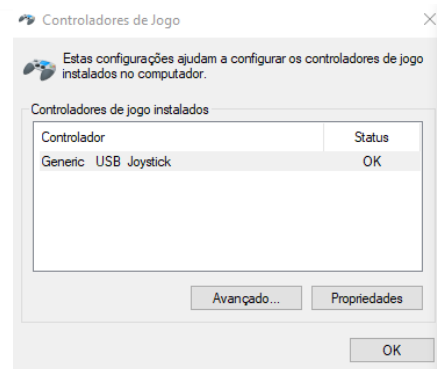 Controladores de Jogo
Estas configurações ajudam a configurar os controladores de jogo
instalados no computador.
Controladores de jogo instalados
Controlador Status
Generic USB Joystick OK
Avançado... Propriedades
OK